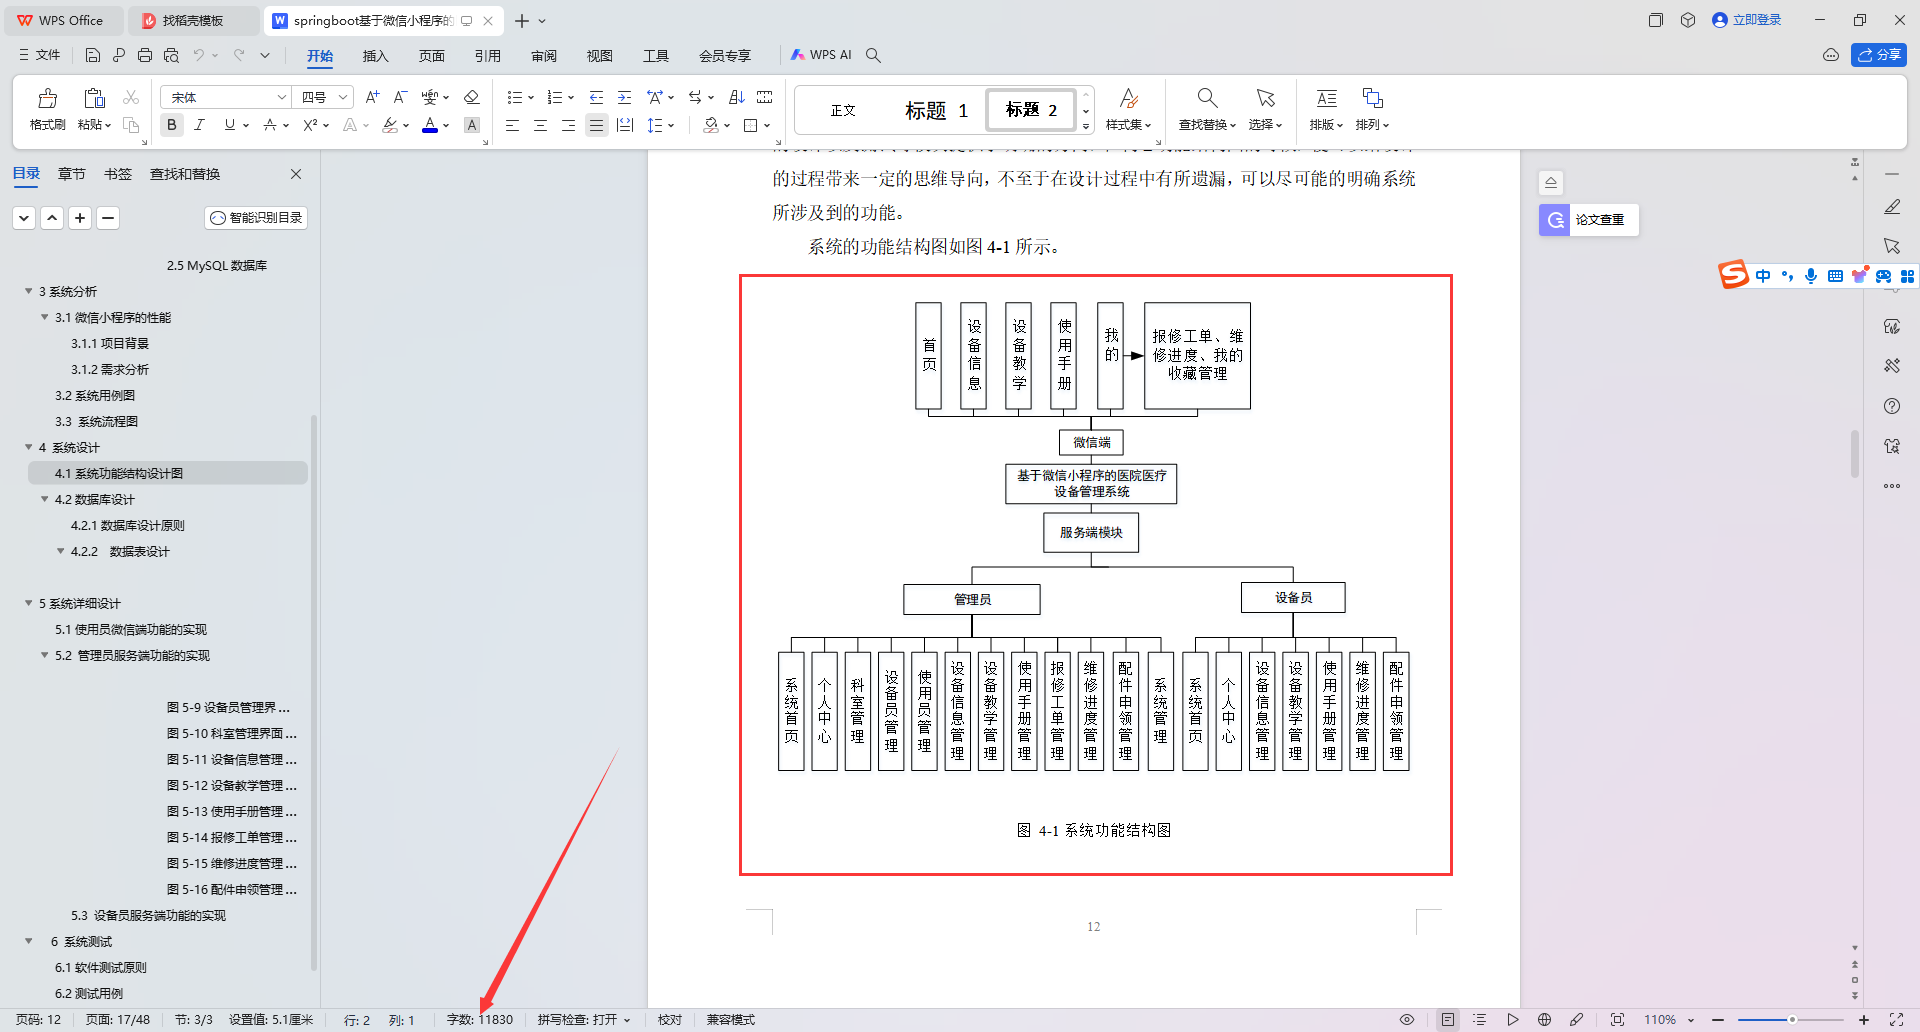 WPS Office
找稻壳模板
springboot基于微信小程序的
立即登录
文件
开始
插入
页面
引用
审阅
视图
工具
会员专享
WPS AI
分享
格式刷
粘贴
宋体
四号
正文
标题 1
标题 2
样式集
查找替换
选择
排版
排列
目录
章节
书签
查找和替换
智能识别目录
2.5 MySQL 数据库
3 系统分析
3.1 微信小程序的性能
3.1.1 项目背景
3.1.2 需求分析
3.2 系统用例图
3.3 系统流程图
4 系统设计
4.1 系统功能结构设计图
4.2 数据库设计
4.2.1 数据库设计原则
4.2.2 数据表设计
5 系统详细设计
5.1 使用员微信端功能的实现
5.2 管理员服务端功能的实现
图 5-9 设备员管理界 ...
图 5-10 科室管理界面 ...
图 5-11 设备信息管理 ...
图 5-12 设备教学管理 ...
图 5-13 使用手册管理 ...
图 5-14 报修工单管理 ...
图 5-15 维修进度管理 ...
图 5-16 配件申领管理 ...
5.3 设备员服务端功能的实现
6 系统测试
6.1 软件测试原则
6.2 测试用例
的过程带来一定的思维导向，不至于在设计过程中有所遗漏，可以尽可能的明确系统
所涉及到的功能。
系统的功能结构图如图 4-1 所示。
首页
设备信息
设备教学
使用手册
我的
报修工单、维
修进度、我的
收藏管理
微信端
基于微信小程序的医院医疗
设备管理系统
服务端模块
管理员
设备员
系统首页
个人中心
科室管理
设备员管理
使用员管理
设备信息管理
设备教学管理
使用手册管理
报修工单管理
维修进度管理
配件申领管理
系统管理
系统首页
个人中心
设备信息管理
设备教学管理
使用手册管理
维修进度管理
配件申领管理
图 4-1 系统功能结构图
12
论文查重
中
页码: 12
页面: 17/48
节: 3/3
设置值: 5.1厘米
行: 2
列: 1
字数: 11830
拼写检查: 打开
校对
兼容模式
110%